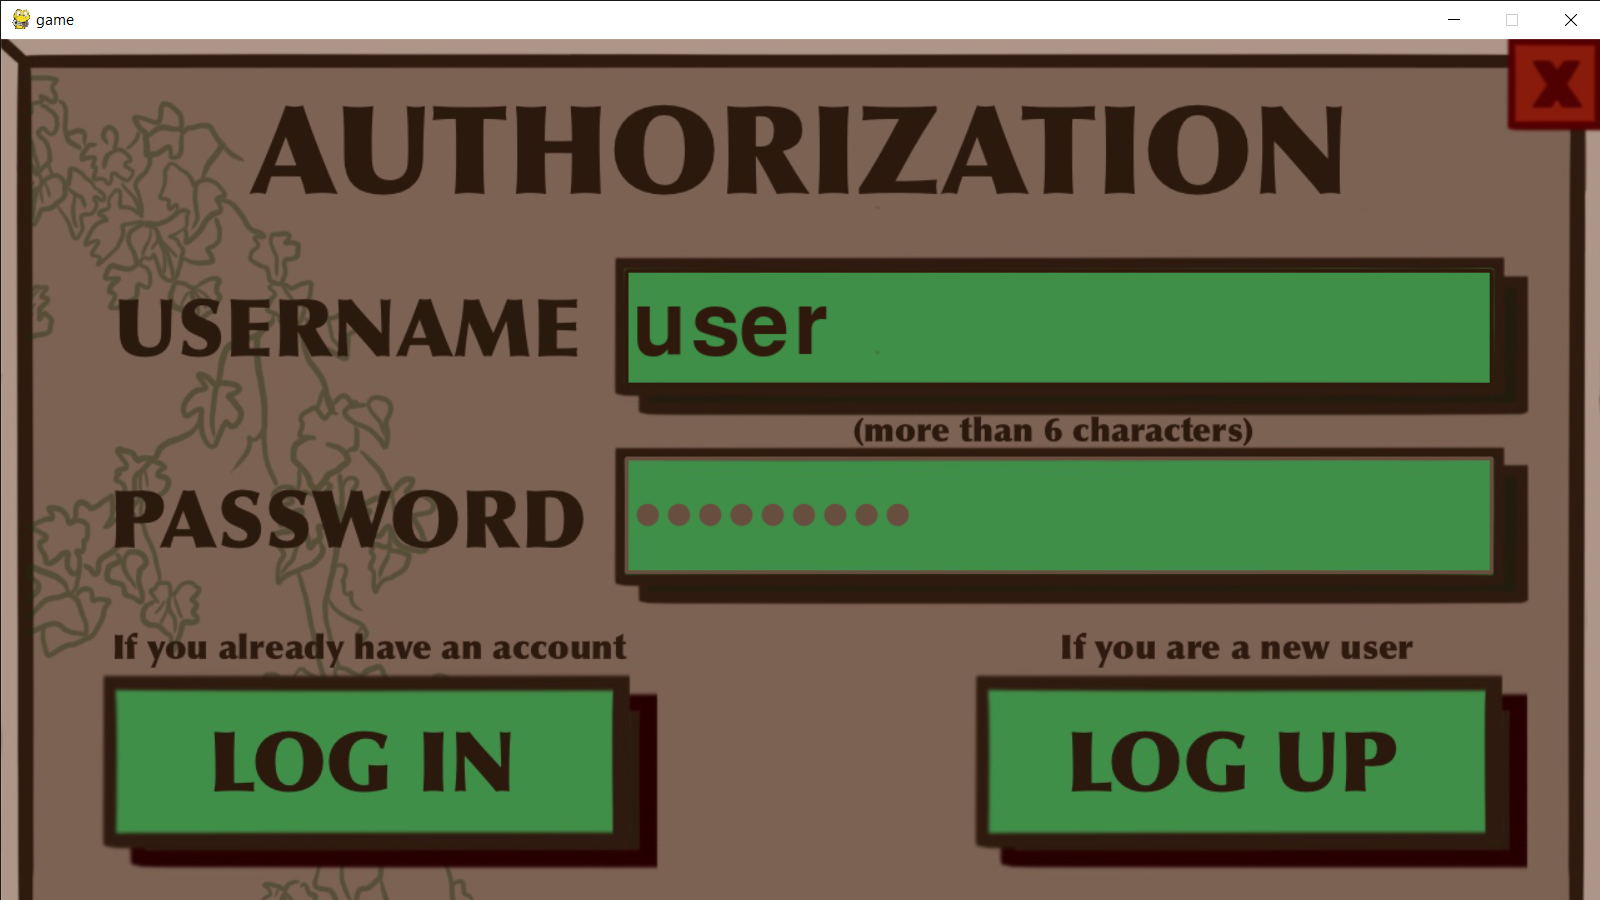 game
X
AUTHORIZATION
USERNAME
user
(more than 6 characters)
PASSWORD
●●●●●●●●●
If you already have an account
If you are a new user
LOG IN
LOG UP